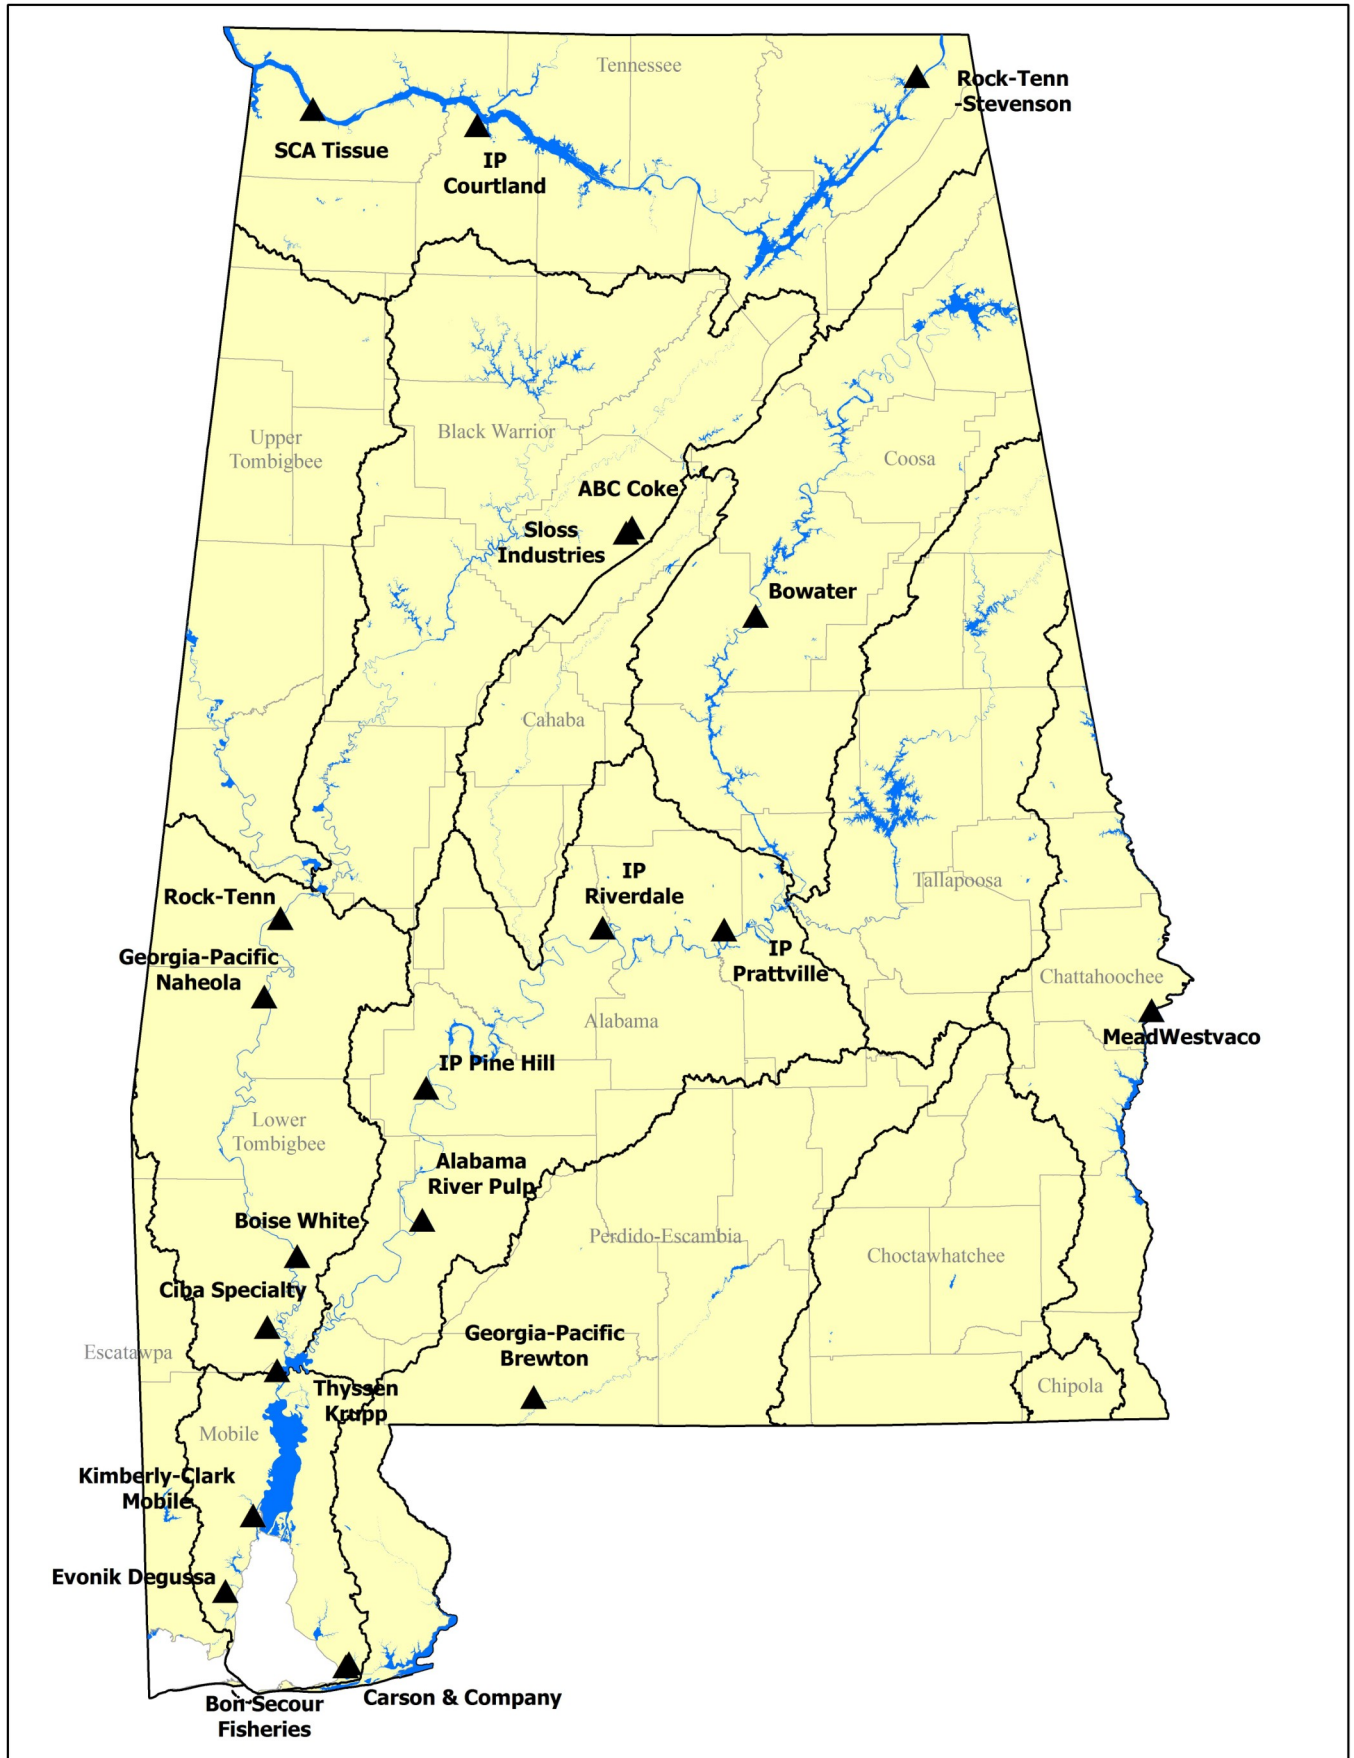 Tennessee
Rock-Tenn
-Stevenson
SCA Tissue
IP
Courtland
Upper
Tombigbee
Black Warrior
Coosa
ABC Coke
Sloss
Industries
Bowater
Cahaba
IP
Riverdale
Tallapoosa
Rock-Tenn
Georgia-Pacific
Naheola
IP
Prattville
Chattahoochee
Alabama
MeadWestvaco
IP Pine Hill
Lower
Tombigbee
Alabama
River Pulp
Boise White
Perdido-Escambia
Choctawhatchee
Ciba Specialty
Escatawpa
Georgia-Pacific
Brewton
Thyssen
Krupp
Chipola
Mobile
Kimberly-Clark
Mobile
Evonik Degussa
Bon Secour
Fisheries
Carson & Company